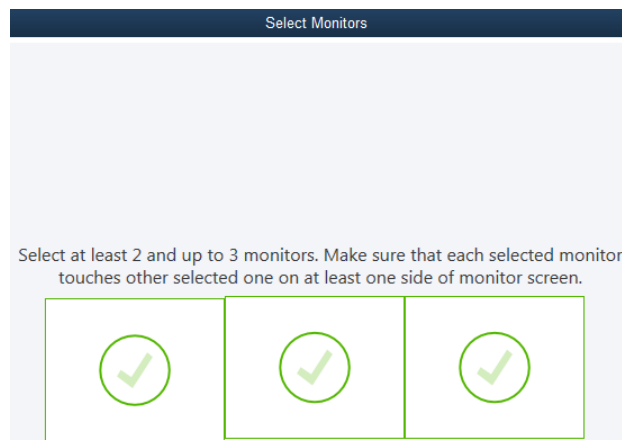 Select Monitors
Select at least 2 and up to 3 monitors. Make sure that each selected monitor
touches other selected one on at least one side of monitor screen.